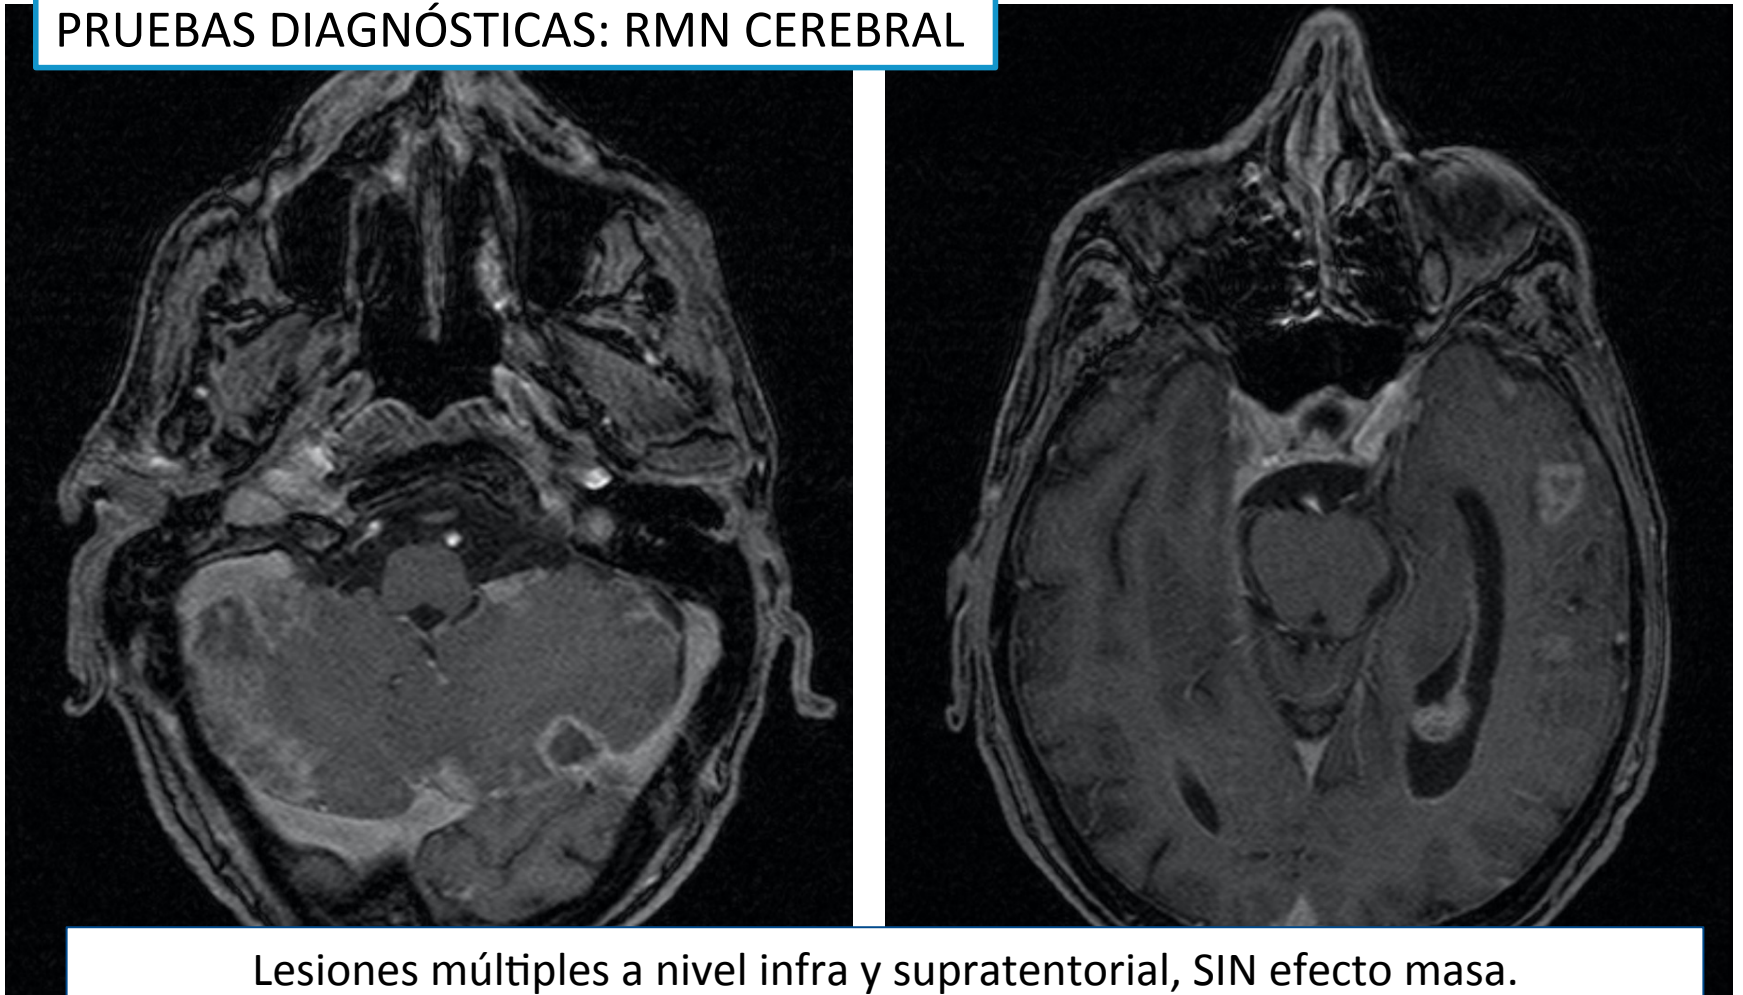 PRUEBAS DIAGNÓSTICAS: RMN CEREBRAL
Lesiones múltiples a nivel infra y supratentorial, SIN efecto masa.